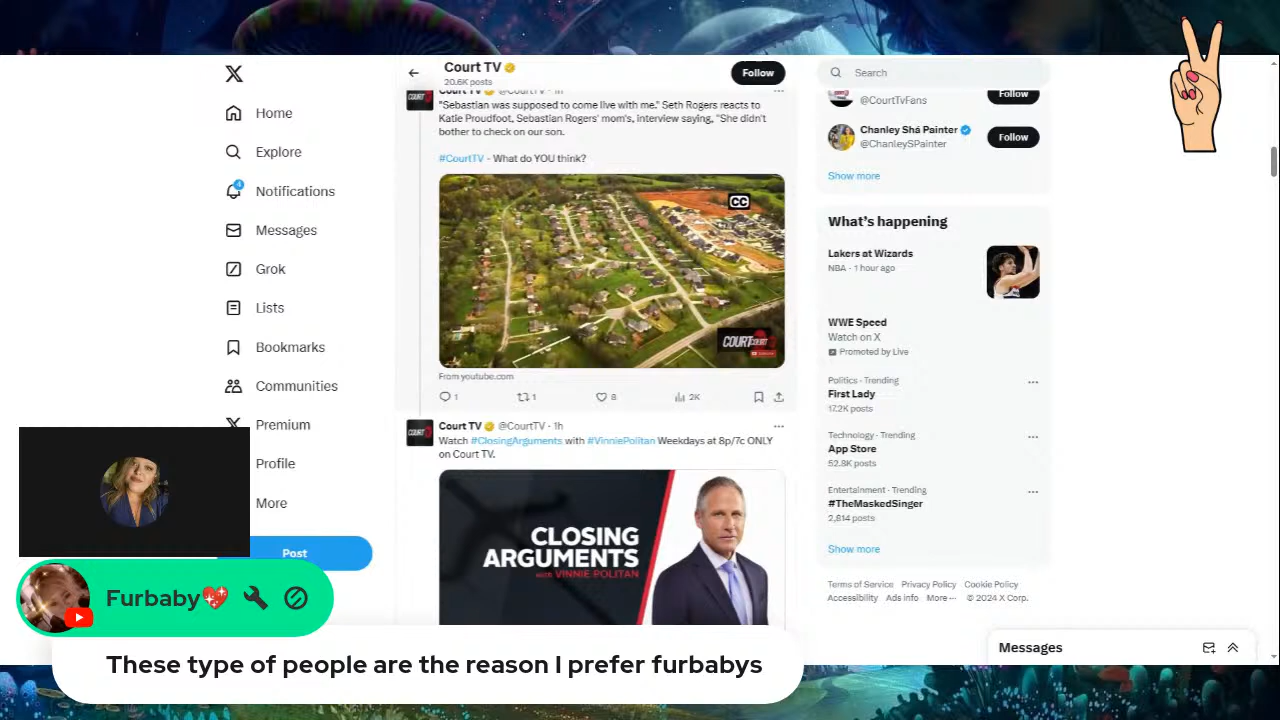 Home
Explore
4
Notifications
Messages
Grok
Lists
Bookmarks
Communities
Premium
Profile
More
Post
Court TV
20.6K posts
Follow
COURT
Court TV @CourtTV · 1h
"Sebastian was supposed to come live with me." Seth Rogers reacts to
Katie Proudfoot, Sebastian Rogers' mom's, interview saying, "She didn't
bother to check on our son.
#CourtTV - What do YOU think?
CC
COURT
From youtube.com
1
1
8
2K
COURT
Court TV @CourtTV · 1h
Watch #ClosingArguments with #VinniePolitan Weekdays at 8p/7c ONLY
on Court TV.
CLOSING
ARGUMENTS
WITH VINNIE POLITAN
Search
@CourtTvFans
Follow
Chanley Shá Painter
@ChanleySPainter
Follow
Show more
What's happening
Lakers at Wizards
NBA · 1 hour ago
WWE Speed
Watch on X
Promoted by Live
Politics · Trending
First Lady
17.2K posts
Technology · Trending
App Store
52.8K posts
Entertainment · Trending
#TheMaskedSinger
2,814 posts
Show more
Terms of Service Privacy Policy Cookie Policy
Accessibility Ads info More ··· © 2024 X Corp.
Messages
Furbaby💖
These type of people are the reason I prefer furbabys